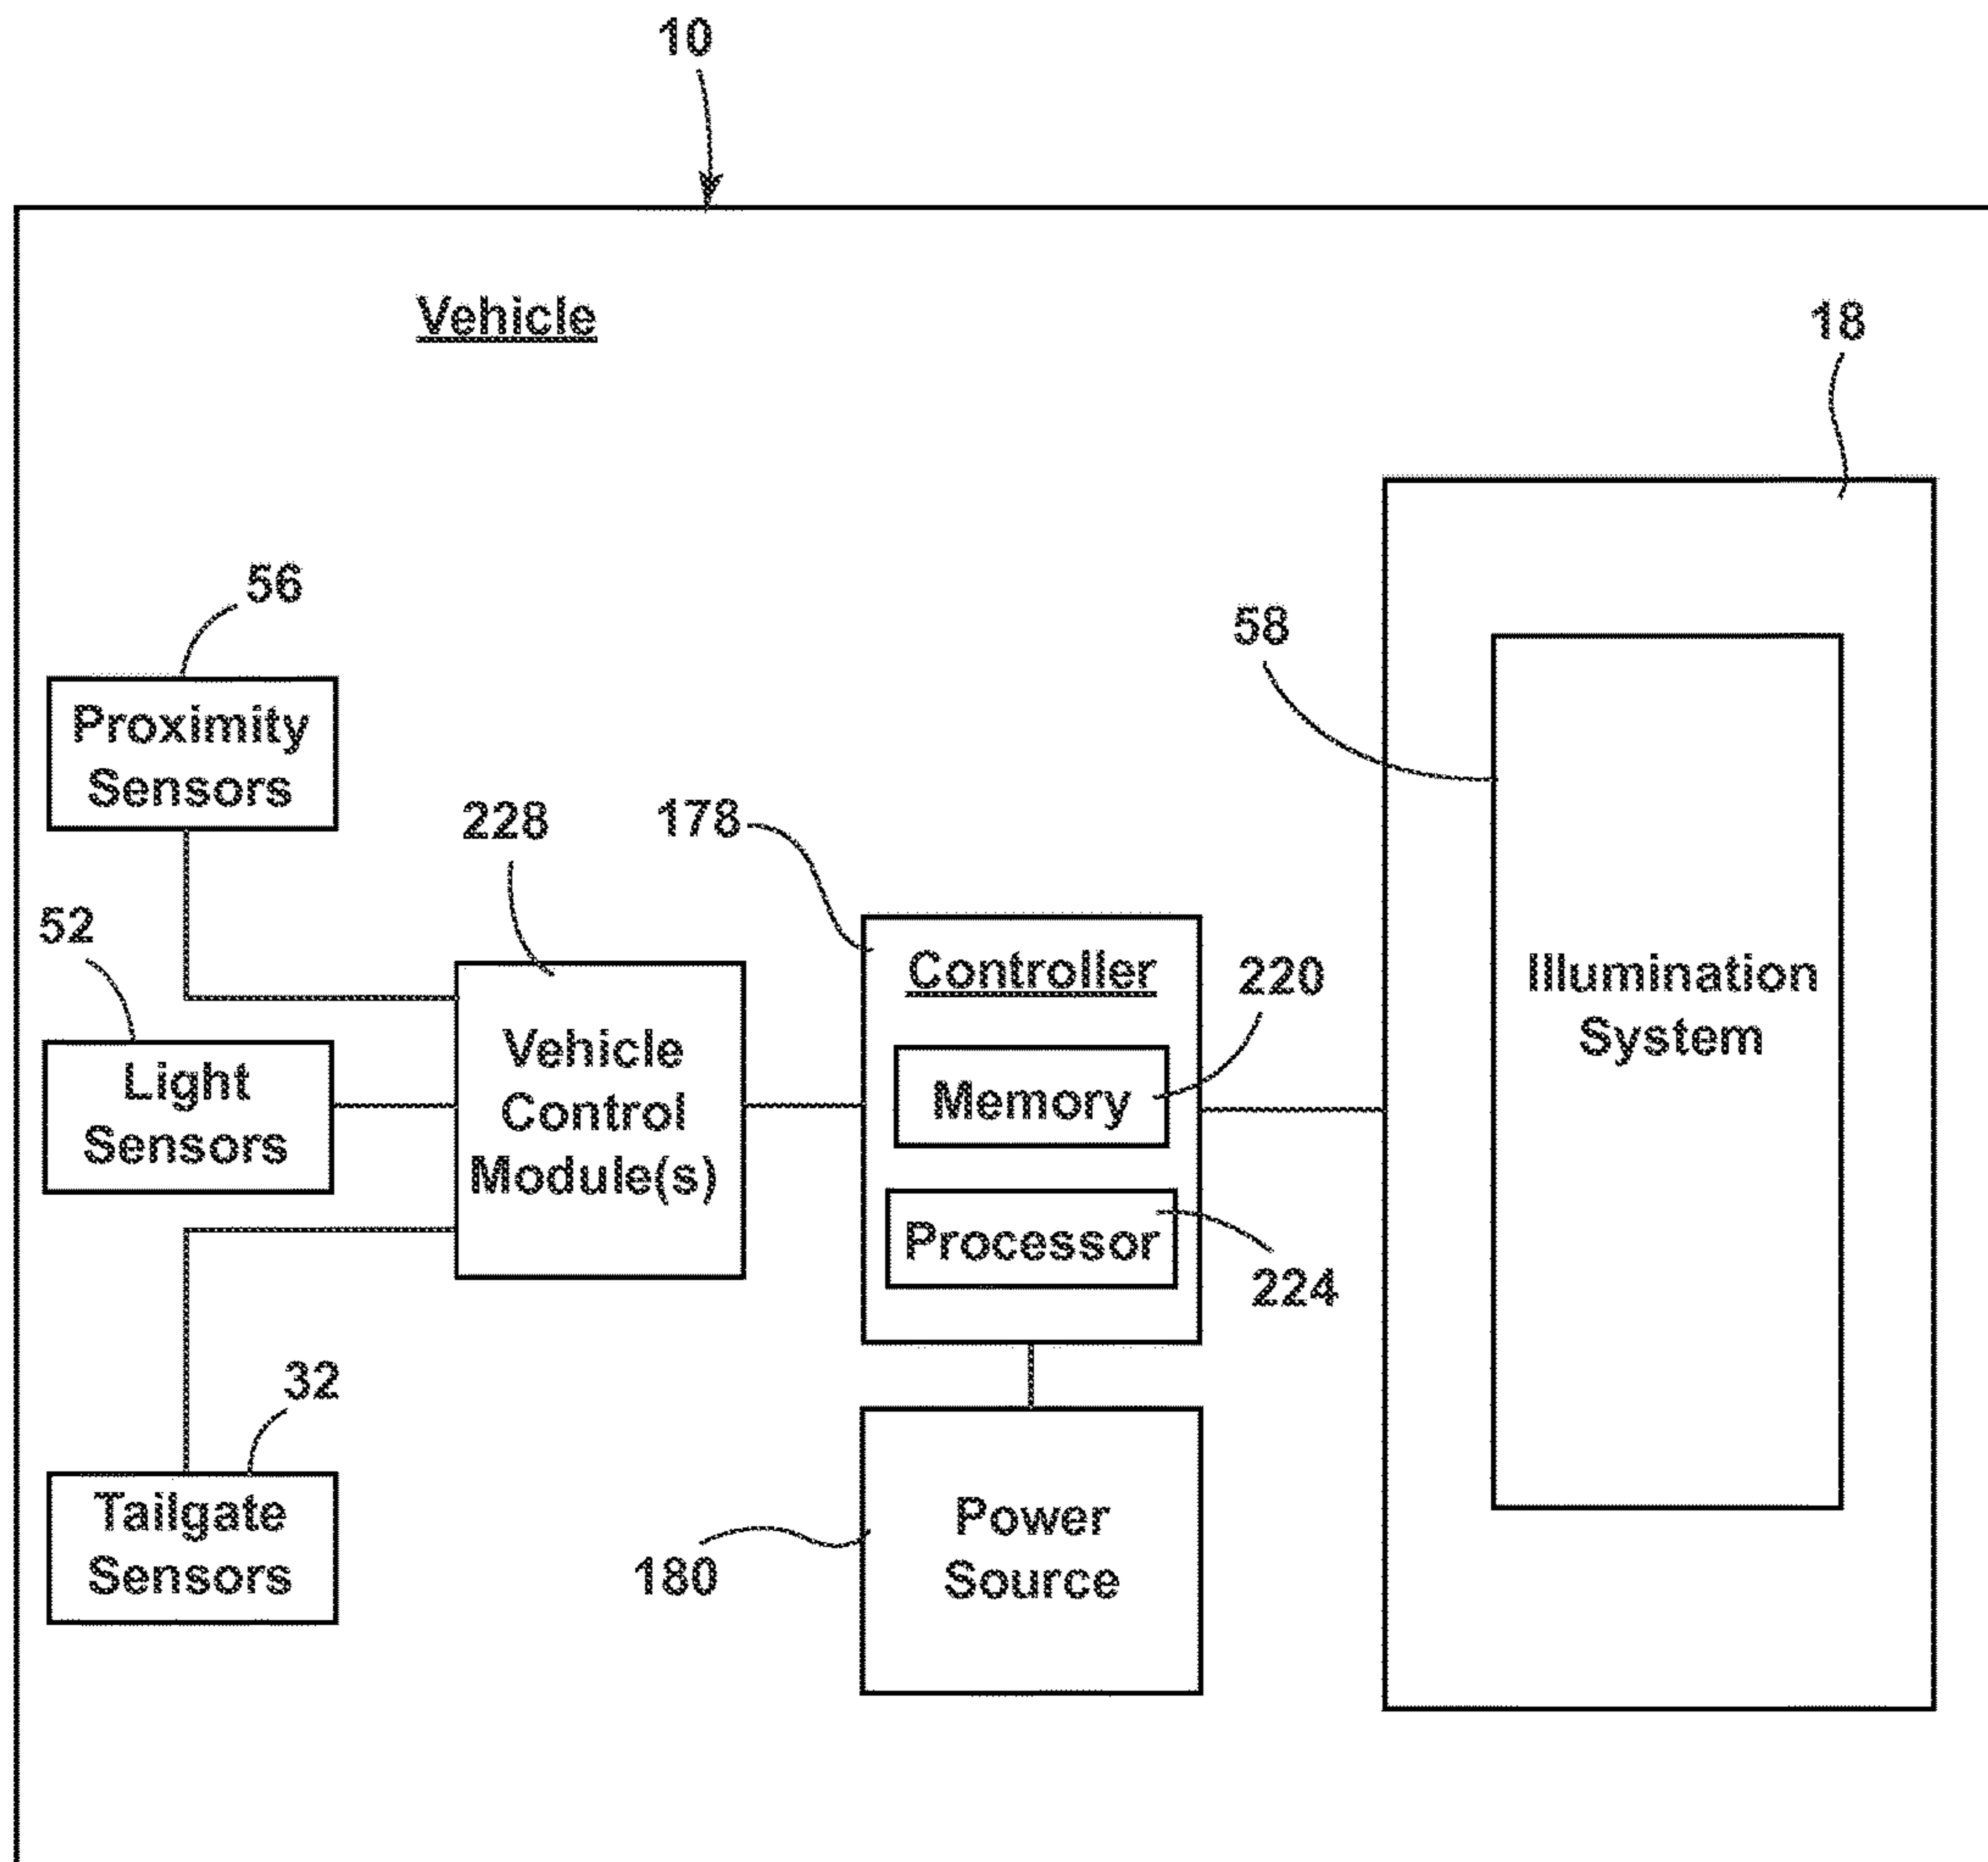 10
Vehicle
18
56
Proximity
Sensors
58
228
178
52
Light
Sensors
Vehicle
Control
Module(s)
Controller
220
Memory
Processor
224
Illumination
System
32
Tailgate
Sensors
180
Power
Source